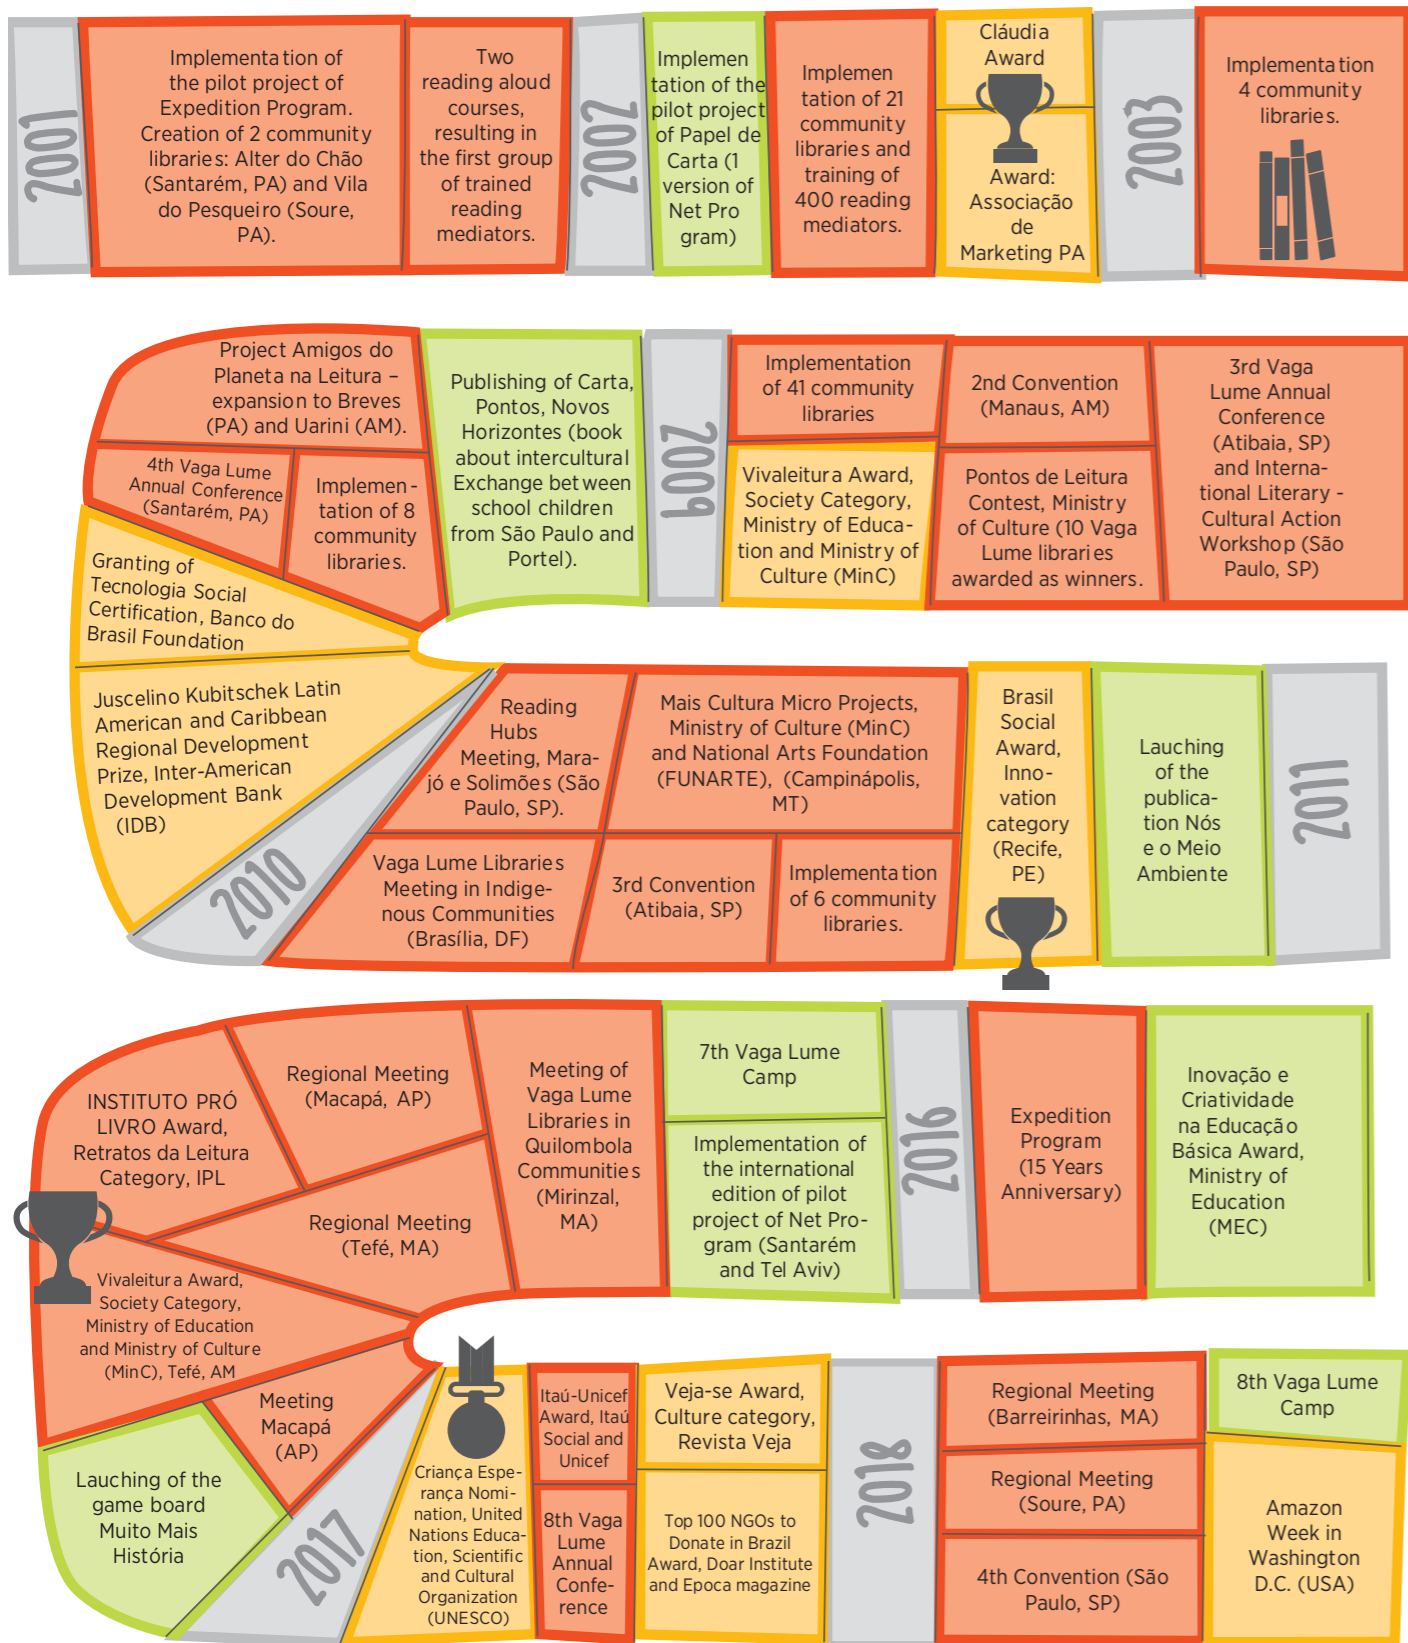 2001
Implementation of
the pilot project of
Expedition Program.
Creation of 2 community
libraries: Alter do Chão
(Santarém, PA) and Vila
do Pesqueiro (Soure,
PA).
Two
reading aloud
courses,
resulting in
the first group
of trained
reading
mediators.
2002
Implemen
tation of the
pilot project
of Papel de
Carta (1
version of
Net Pro
gram)
Implemen
tation of 21
community
libraries and
training of
400 reading
mediators.
Cláudia
Award
Award:
Associação
de
Marketing PA
2003
Implementation
4 community
libraries.
Project Amigos do
Planeta na Leitura –
expansion to Breves
(PA) and Uarini (AM).
4th Vaga Lume
Annual Conference
(Santarém, PA)
Implemen-
tation of 8
community
libraries.
Publishing of Carta,
Pontos, Novos
Horizontes (book
about intercultural
Exchange between
school children
from São Paulo and
Portel).
2009
Implementation
of 41 community
libraries
Vivaleitura Award,
Society Category,
Ministry of Educa-
tion and Ministry of
Culture (MinC)
2nd Convention
(Manaus, AM)
Pontos de Leitura
Contest, Ministry
of Culture (10 Vaga
Lume libraries
awarded as winners.
3rd Vaga
Lume Annual
Conference
(Atibaia, SP)
and Interna-
tional Literary -
Cultural Action
Workshop (São
Paulo, SP)
Granting of
Tecnologia Social
Certification, Banco do
Brasil Foundation
Juscelino Kubitschek Latin
American and Caribbean
Regional Development
Prize, Inter-American
Development Bank
(IDB)
2010
Reading
Hubs
Meeting, Mara-
jó e Solimões (São
Paulo, SP).
Mais Cultura Micro Projects,
Ministry of Culture (MinC)
and National Arts Foundation
(FUNARTE), (Campinápolis,
MT)
Vaga Lume Libraries
Meeting in Indige-
nous Communities
(Brasília, DF)
3rd Convention
(Atibaia, SP)
Implementation
of 6 community
libraries.
Brasil
Social
Award,
Inno-
vation
category
(Recife,
PE)
Lauching
of the
publica-
tion Nós
e o Meio
Ambiente
2011
INSTITUTO PRÓ
LIVRO Award,
Retratos da Leitura
Category, IPL
Regional Meeting
(Macapá, AP)
Regional Meeting
(Tefé, MA)
Meeting of
Vaga Lume
Libraries in
Quilombola
Communities
(Mirinzal,
MA)
7th Vaga Lume
Camp
Implementation of
the international
edition of pilot
project of Net Pro-
gram (Santarém
and Tel Aviv)
2016
Expedition
Program
(15 Years
Anniversary)
Inovação e
Criatividade
na Educação
Básica Award,
Ministry of
Education
(MEC)
Vivaleitura Award,
Society Category,
Ministry of Education
and Ministry of Culture
(MinC), Tefé, AM
Meeting
Macapá
(AP)
Lauching of the
game board
Muito Mais
História
2017
Criança Espe-
rança Nomi-
nation, United
Nations Educa-
tion, Scientific
and Cultural
Organization
(UNESCO)
Itaú-Unicef
Award, Itaú
Social and
Unicef
8th Vaga
Lume
Annual
Confe-
rence
Veja-se Award,
Culture category,
Revista Veja
Top 100 NGOs to
Donate in Brazil
Award, Doar Institute
and Epoca magazine
2018
Regional Meeting
(Barreirinhas, MA)
Regional Meeting
(Soure, PA)
4th Convention (São
Paulo, SP)
8th Vaga Lume
Camp
Amazon
Week in
Washington
D.C. (USA)